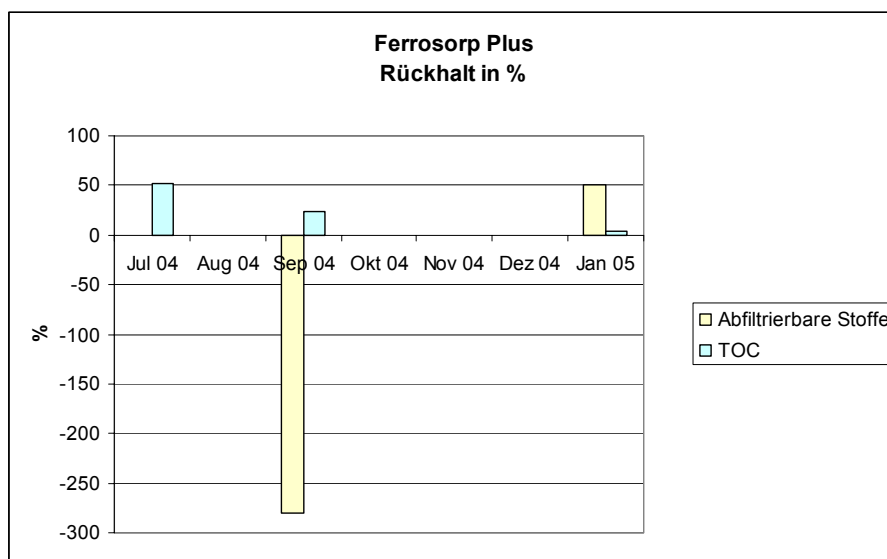 Ferrosorp Plus
Rückhalt in %
100
50
0
-50
-100
-150
-200
-250
-300
%
Jul 04 Aug 04 Sep 04 Okt 04 Nov 04 Dez 04 Jan 05
Abfiltrierbare Stoffe
TOC